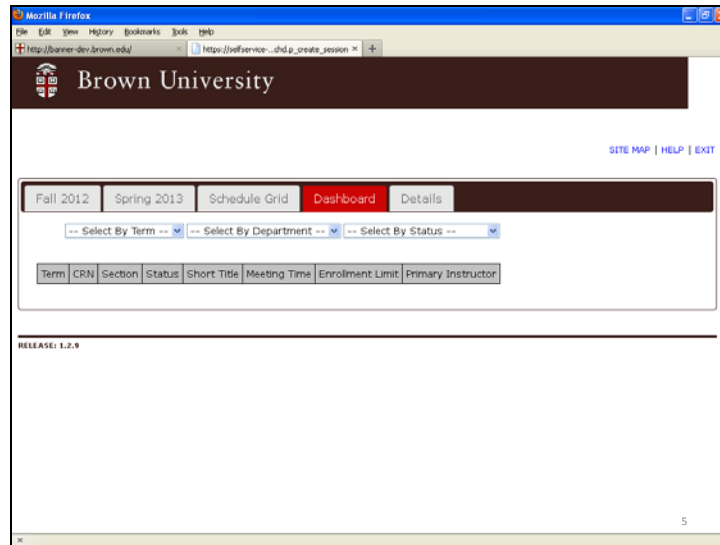 Mozilla Firefox
File Edit View History Bookmarks Tools Help
http://banner-dev.brown.edu/ × https://selfservice-...chd.p_create_session × +
Brown University
SITE MAP | HELP | EXIT
Fall 2012 Spring 2013 Schedule Grid Dashboard Details
-- Select By Term -- -- Select By Department -- -- Select By Status --
Term CRN Section Status Short Title Meeting Time Enrollment Limit Primary Instructor
RELEASE: 1.2.9
5
×